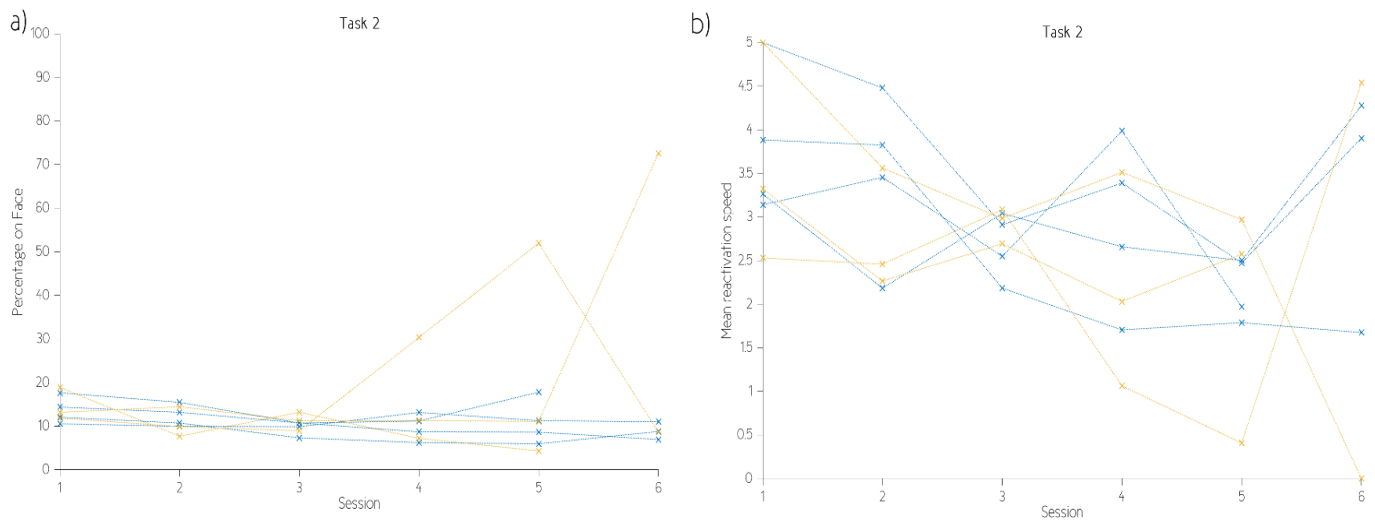 a)
Task 2
Percentage on Face
100
90
80
70
60
50
40
30
20
10
0
1 2 3 4 5 6
Session
b)
Task 2
Mean reactivation speed
5
4.5
4
3.5
3
2.5
2
1.5
1
0.5
0
1 2 3 4 5 6
Session